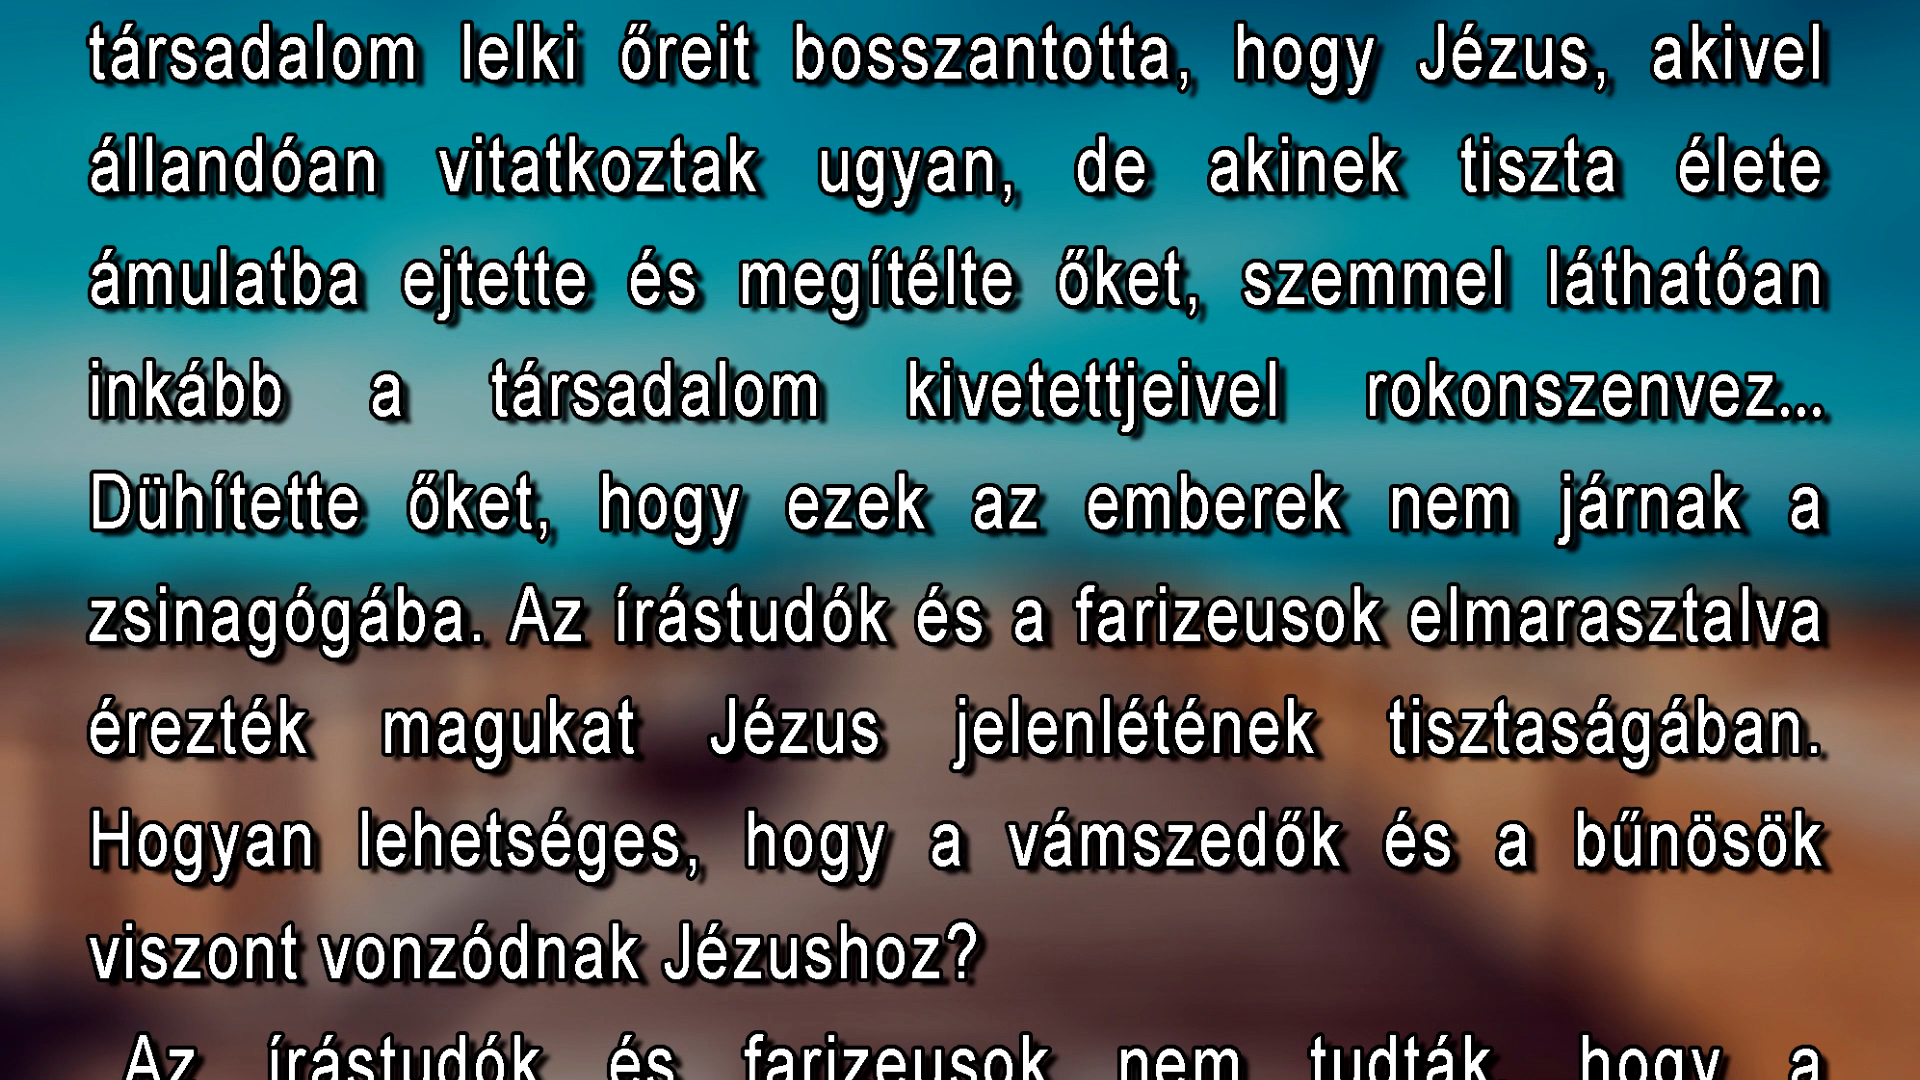 társadalom lelki őreit bosszantotta, hogy Jézus, akivel
állandóan vitatkoztak ugyan, de akinek tiszta élete
ámulatba ejtette és megítélte őket, szemmel láthatóan
inkább a társadalom kivetettjeivel rokonszenvez...
Dühítette őket, hogy ezek az emberek nem járnak a
zsinagógába. Az írástudók és a farizeusok elmarasztalva
érezték magukat Jézus jelenlétének tisztaságában.
Hogyan lehetséges, hogy a vámszedők és a bűnösök
viszont vonzódnak Jézushoz?
Az írástudók és farizeusok nem tudták, hogy a